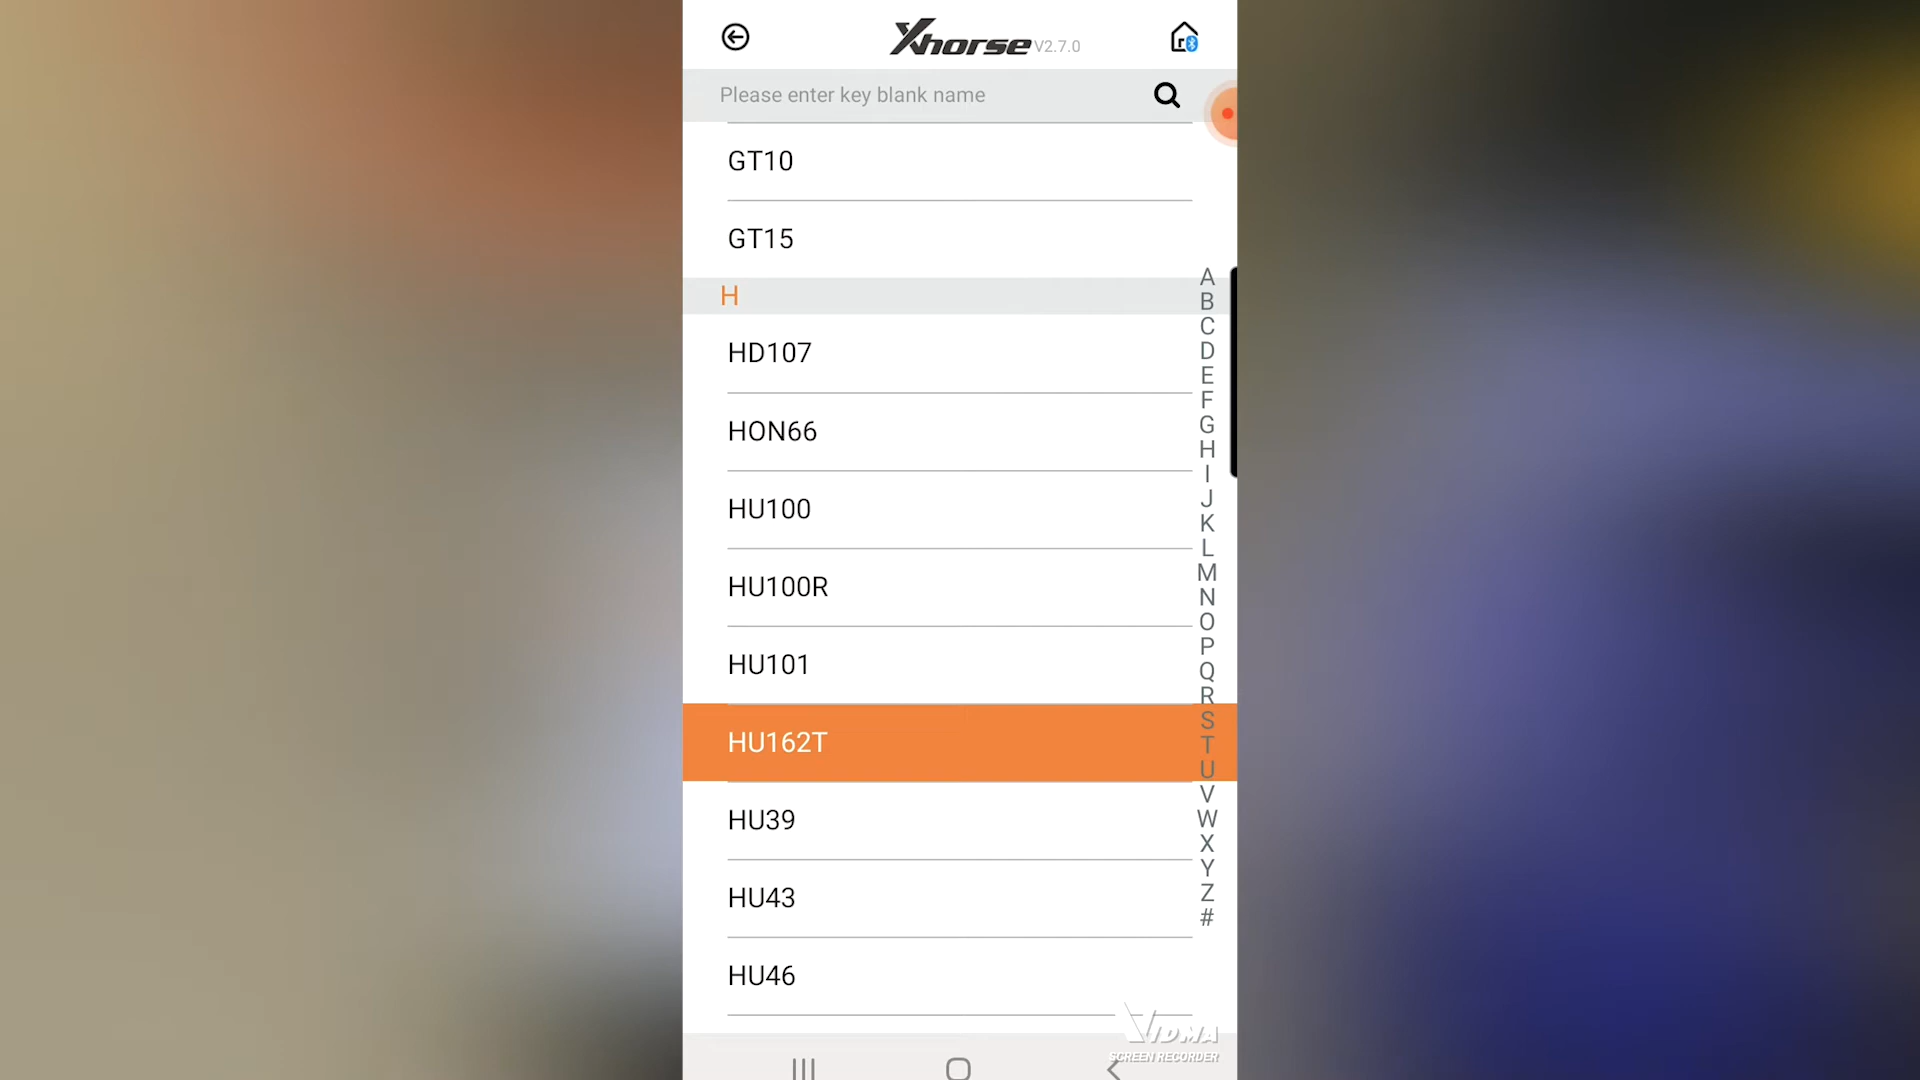 Xhorse V2.7.0
Please enter key blank name
GT10
GT15
H
HD107
HON66
HU100
HU100R
HU101
HU162T
HU39
HU43
HU46
A
B
C
D
E
F
G
H
I
J
K
L
M
N
O
P
Q
R
S
T
U
V
W
X
Y
Z
#
VIDMA
SCREEN RECORDER